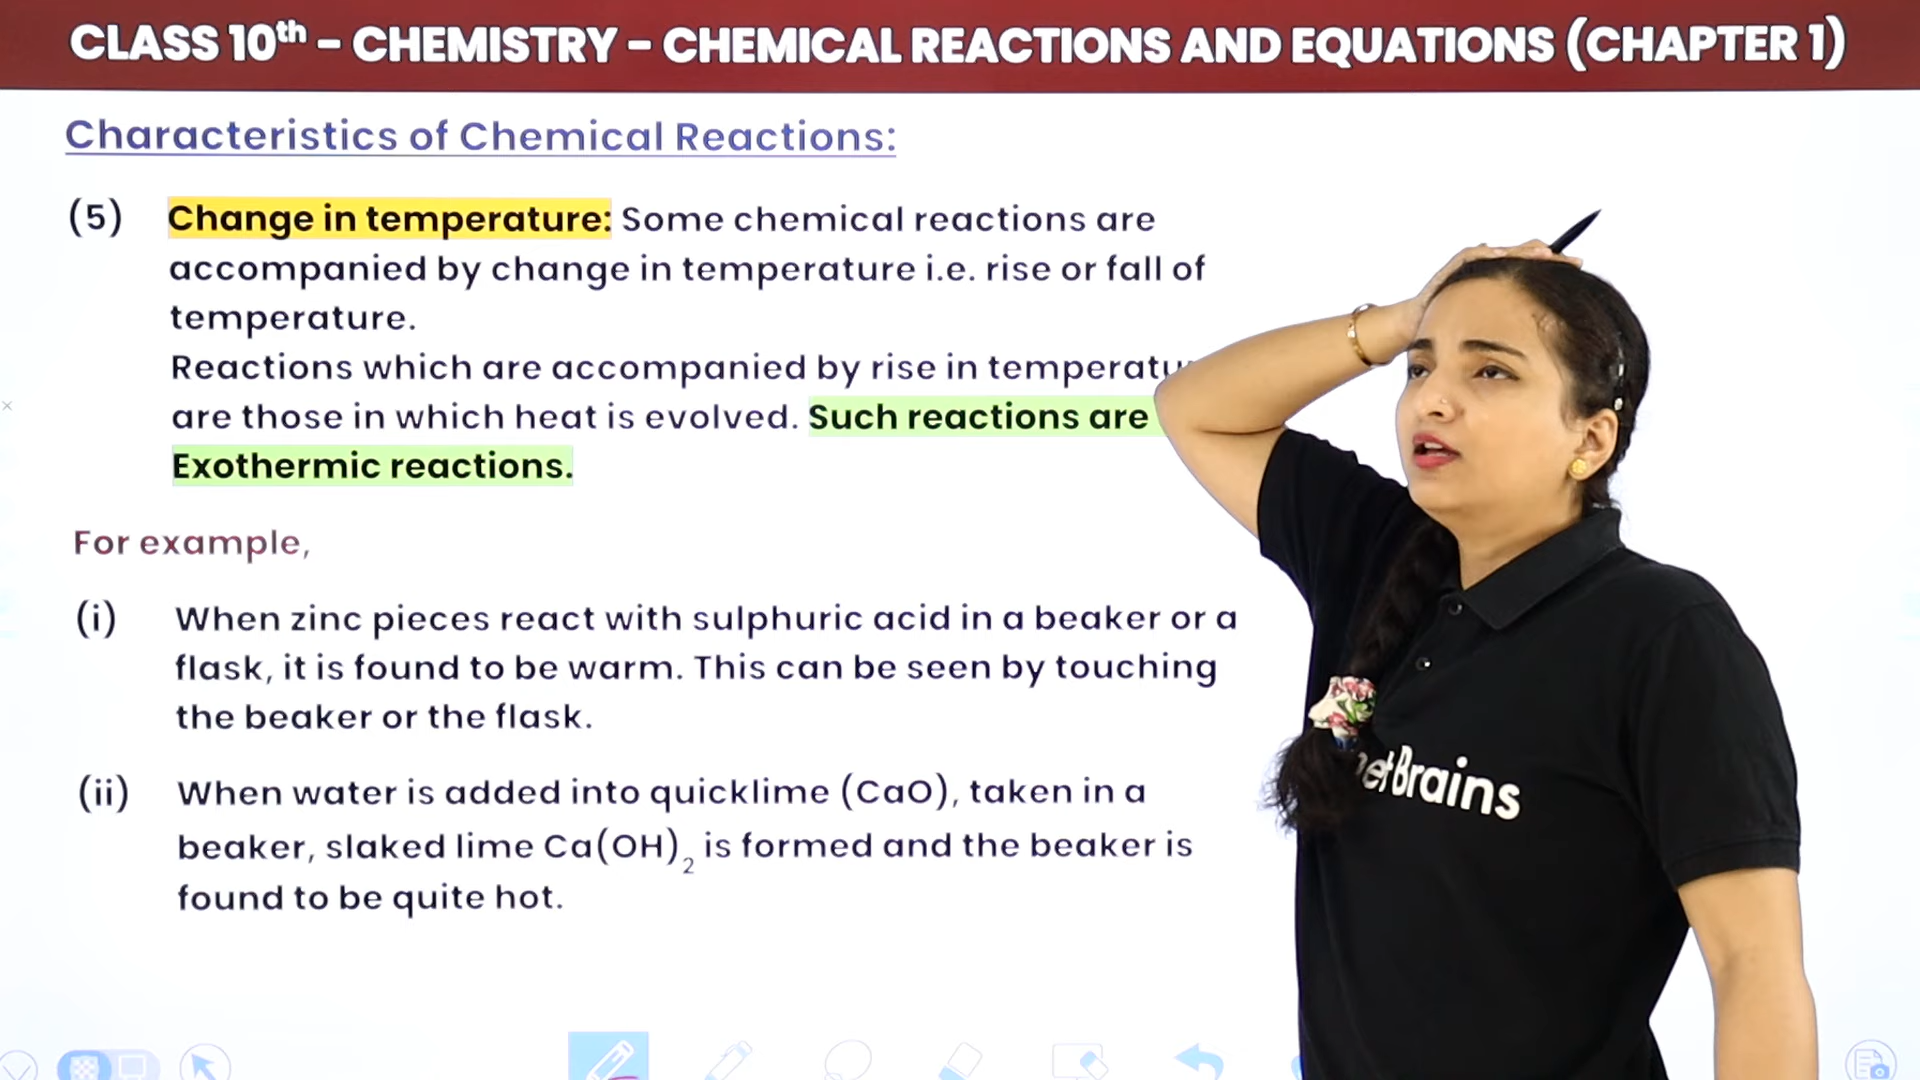 CLASS 10th - CHEMISTRY - CHEMICAL REACTIONS AND EQUATIONS (CHAPTER 1)
Characteristics of Chemical Reactions:
(5) Change in temperature: Some chemical reactions are
accompanied by change in temperature i.e. rise or fall of
temperature.
Reactions which are accompanied by rise in temperatu
are those in which heat is evolved. Such reactions are
Exothermic reactions.
For example,
(i) When zinc pieces react with sulphuric acid in a beaker or a
flask, it is found to be warm. This can be seen by touching
the beaker or the flask.
(ii) When water is added into quicklime (CaO), taken in a
beaker, slaked lime Ca(OH)₂ is formed and the beaker is
found to be quite hot.
etBrains